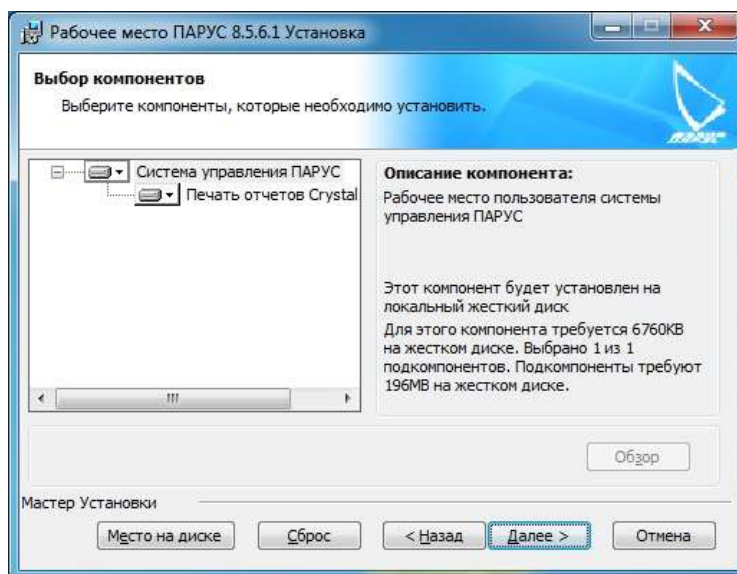 Рабочее место ПАРУС 8.5.6.1 Установка
Выбор компонентов
Выберите компоненты, которые необходимо установить.
ПАРУС
Система управления ПАРУС
Печать отчетов Crystal
Описание компонента:
Рабочее место пользователя системы
управления ПАРУС
Этот компонент будет установлен на
локальный жесткий диск
Для этого компонента требуется 6760KB
на жестком диске. Выбрано 1 из 1
подкомпонентов. Подкомпоненты требуют
196MB на жестком диске.
Обзор
Мастер Установки
Место на диске
Сброс
< Назад
Далее >
Отмена